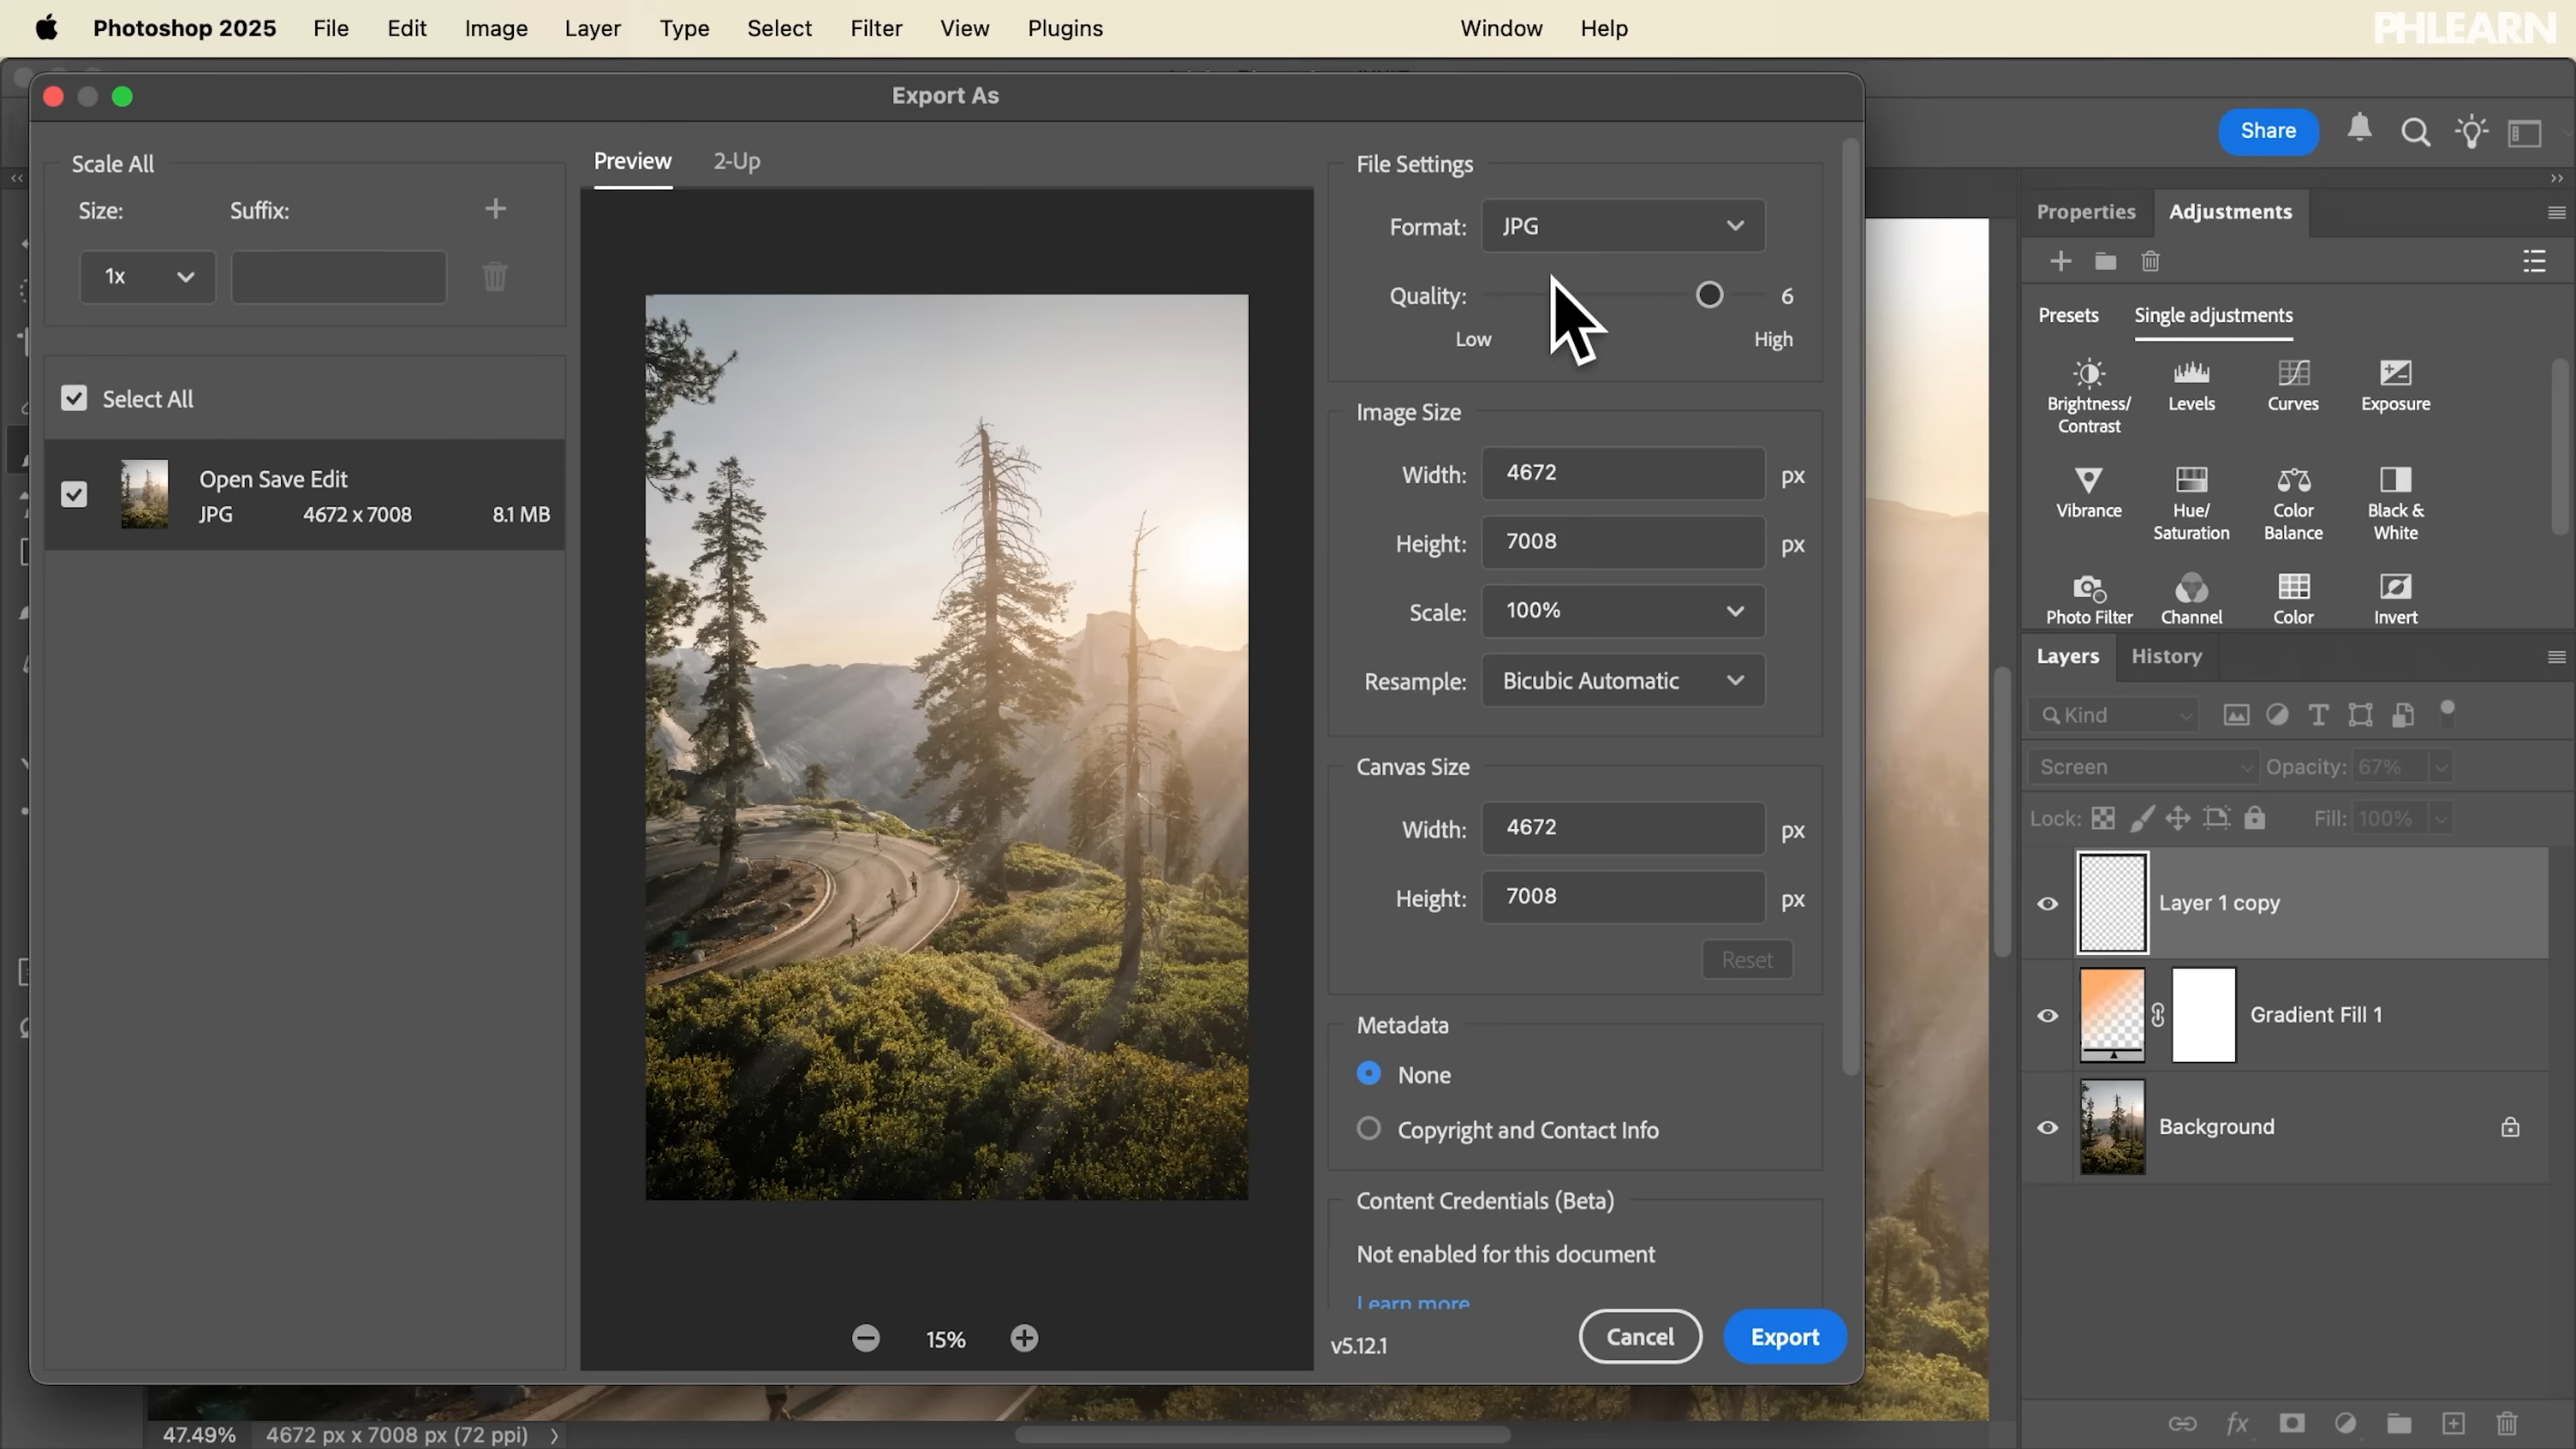 Photoshop 2025 File Edit Image Layer Type Select Filter View Plugins Window Help
PHLEARN
Export As
Share
Scale All
Size: Suffix:
1x
Select All
Open Save Edit
JPG 4672 x 7008 8.1 MB
Preview 2-Up
15%
File Settings
Format: JPG
Quality: 6
Low High
Image Size
Width: 4672 px
Height: 7008 px
Scale: 100%
Resample: Bicubic Automatic
Canvas Size
Width: 4672 px
Height: 7008 px
Reset
Metadata
None
Copyright and Contact Info
Content Credentials (Beta)
Not enabled for this document
Learn more
v5.12.1 Cancel Export
Properties Adjustments
Presets Single adjustments
Brightness/
Contrast
Levels
Curves
Exposure
Vibrance
Hue/
Saturation
Color
Balance
Black &
White
Photo Filter
Channel
Color
Invert
Layers History
Kind
Screen Opacity: 67%
Lock: Fill: 100%
Layer 1 copy
Gradient Fill 1
Background
fx
47.49% 4672 px x 7008 px (72 ppi)